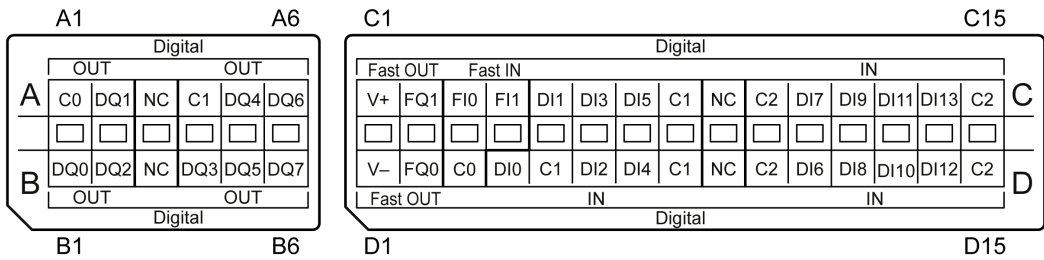 A1 A6 C1 C15
Digital Digital
OUT OUT Fast OUT Fast IN IN
A C0 DQ1 NC C1 DQ4 DQ6 V+ FQ1 FI0 FI1 DI1 DI3 DI5 C1 NC C2 DI7 DI9 DI11 DI13 C2 C
B DQ0 DQ2 NC DQ3 DQ5 DQ7 V– FQ0 C0 DI0 C1 DI2 DI4 C1 NC C2 DI6 DI8 DI10 DI12 C2 D
OUT OUT Fast OUT IN IN
Digital Digital
B1 B6 D1 D15